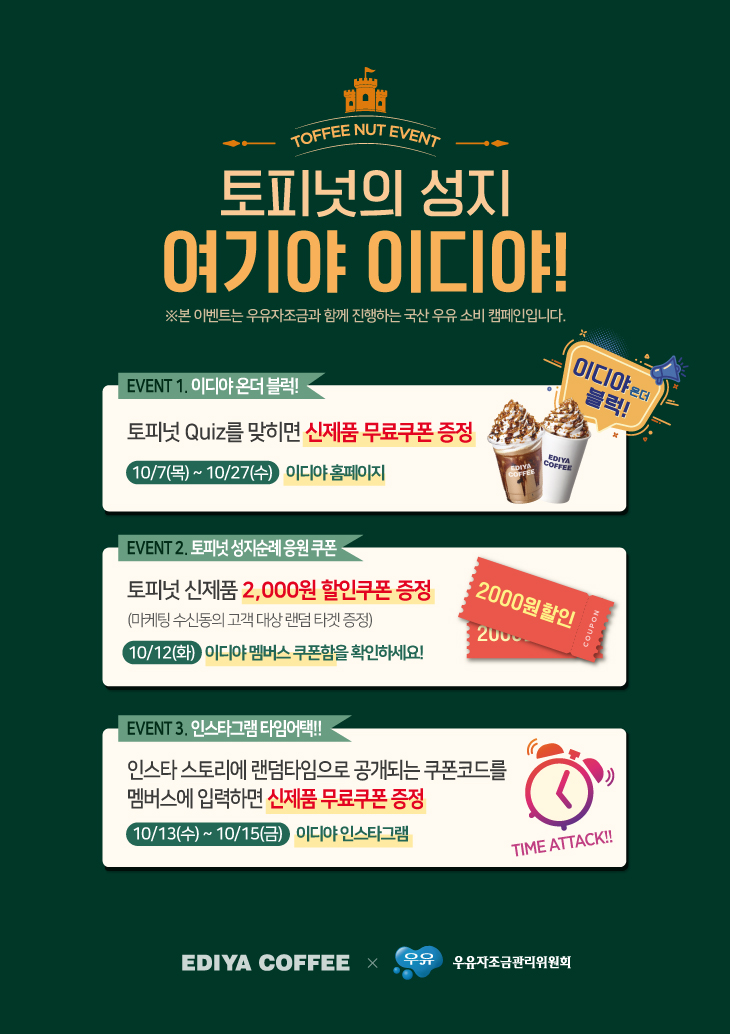 TOFFEE NUT EVENT
토피넛의 성지
여기야 이디야!
※본 이벤트는 우유자조금과 함께 진행하는 국산 우유 소비 캠페인입니다.
이디야 온더
블럭!
EVENT 1. 이디야 온더 블럭!
토피넛 Quiz를 맞히면 신제품 무료쿠폰 증정
10/7(목) ~ 10/27(수) 이디야 홈페이지
EDIYA
COFFEE
EDIYA
COFFEE
EVENT 2. 토피넛 성지순례 응원 쿠폰
토피넛 신제품 2,000원 할인쿠폰 증정
(마케팅 수신동의 고객 대상 랜덤 타겟 증정)
10/12(화) 이디야 멤버스 쿠폰함을 확인하세요!
2000원 할인
COUPON
200
EVENT 3. 인스타그램 타임어택!!
인스타 스토리에 랜덤타임으로 공개되는 쿠폰코드를
멤버스에 입력하면 신제품 무료쿠폰 증정
10/13(수) ~ 10/15(금) 이디야 인스타그램
TIME ATTACK!!
EDIYA COFFEE × 우유 우유자조금관리위원회